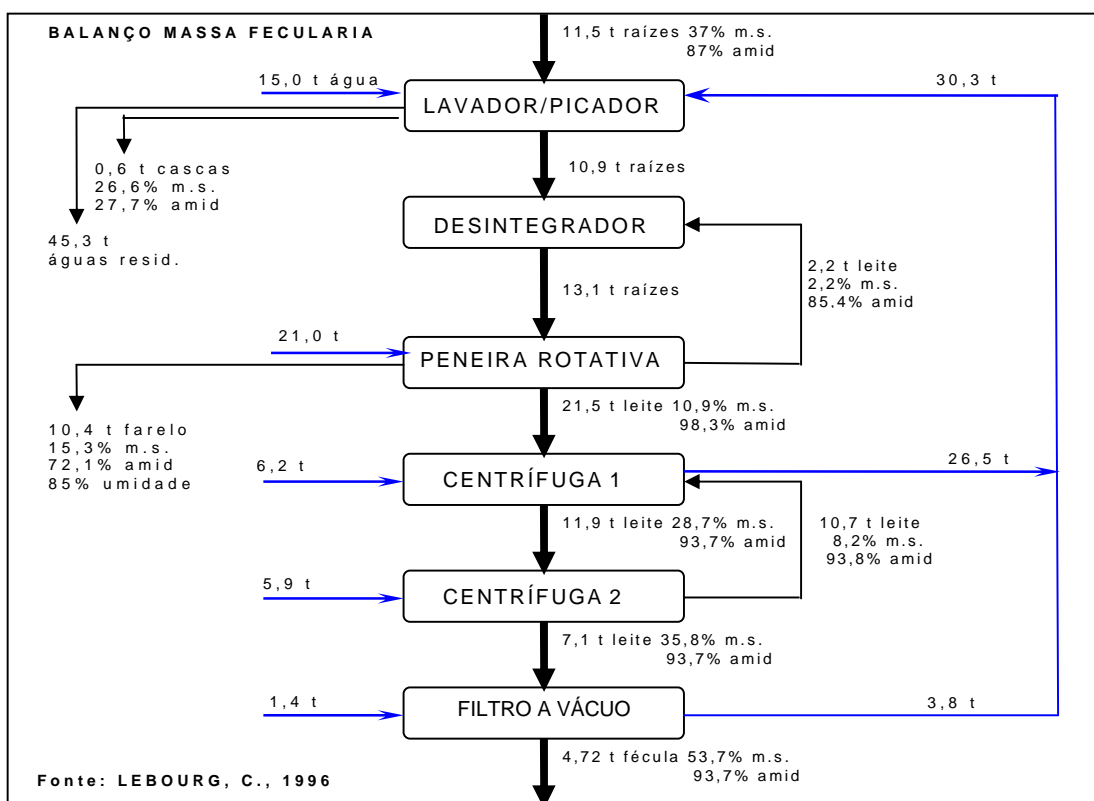 BALANÇO MASSA FECULARIA
11,5 t raízes 37% m.s.
87% amid
15,0 t água
30,3 t
LAVADOR/PICADOR
0,6 t cascas
26,6% m.s.
27,7% amid
10,9 t raízes
45,3 t
águas resid.
DESINTEGRADOR
2,2 t leite
2,2% m.s.
85,4% amid
13,1 t raízes
21,0 t
PENEIRA ROTATIVA
21,5 t leite 10,9% m.s.
98,3% amid
10,4 t farelo
15,3% m.s.
72,1% amid
85% umidade
6,2 t
26,5 t
CENTRÍFUGA 1
11,9 t leite 28,7% m.s.
93,7% amid
10,7 t leite
8,2% m.s.
93,8% amid
5,9 t
CENTRÍFUGA 2
7,1 t leite 35,8% m.s.
93,7% amid
1,4 t
FILTRO A VÁCUO
3,8 t
4,72 t fécula 53,7% m.s.
93,7% amid
Fonte: LEBOURG, C., 1996